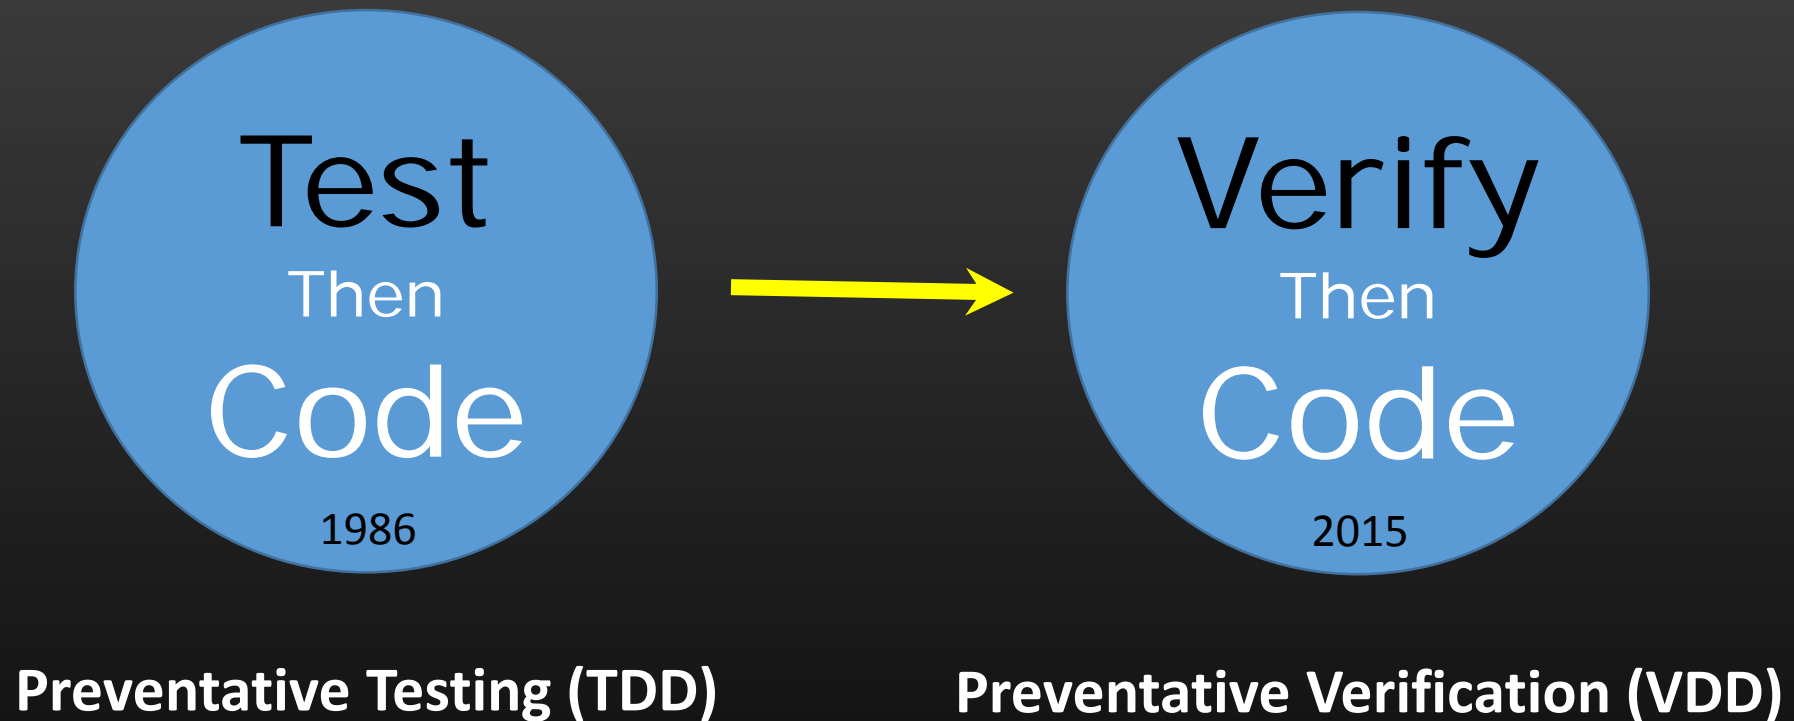 Test
Then
Code
1986
Preventative Testing (TDD)
Verify
Then
Code
2015
Preventative Verification (VDD)